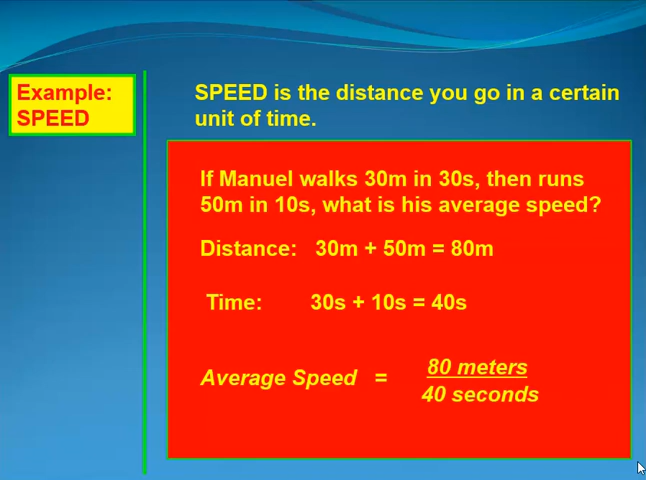 Example:
SPEED
SPEED is the distance you go in a certain
unit of time.
If Manuel walks 30m in 30s, then runs
50m in 10s, what is his average speed?
Distance: 30m + 50m = 80m
Time: 30s + 10s = 40s
Average Speed = 80 meters
40 seconds